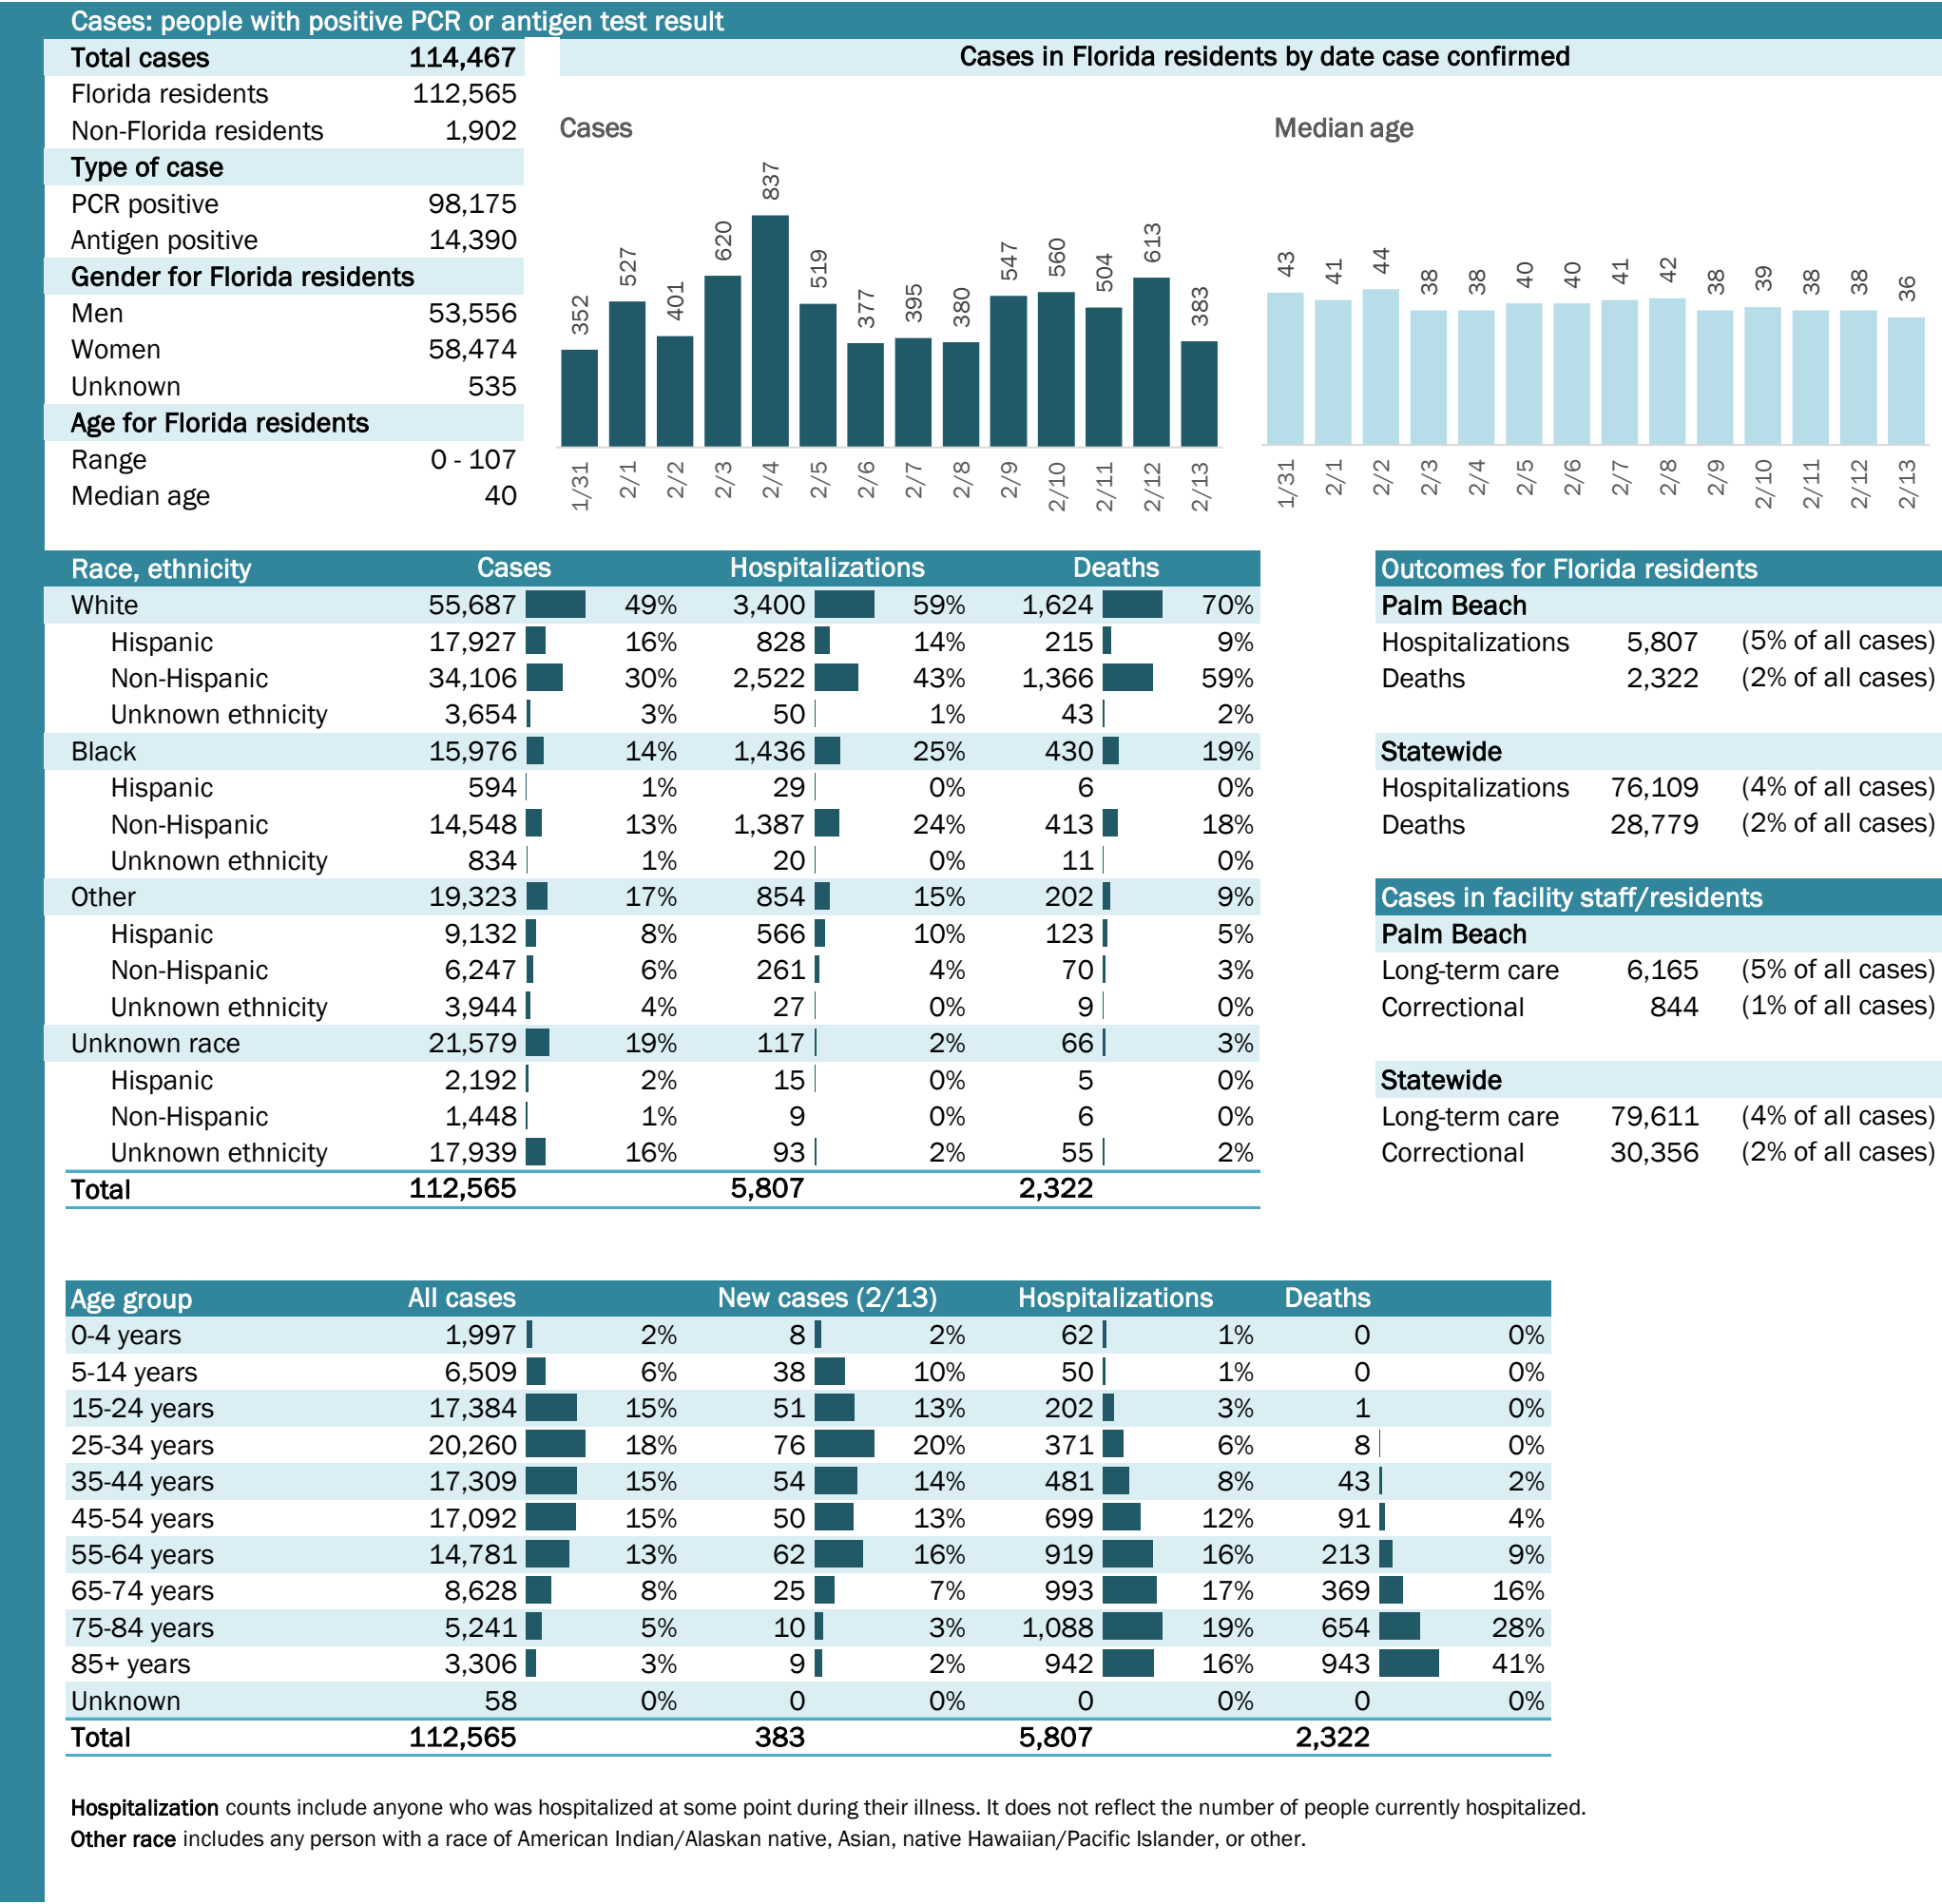 Cases: people with positive PCR or antigen test result
Total cases 114,467
Florida residents 112,565
Non-Florida residents 1,902
Type of case
PCR positive 98,175
Antigen positive 14,390
Gender for Florida residents
Men 53,556
Women 58,474
Unknown 535
Age for Florida residents
Range 0 - 107
Median age 40
Cases in Florida residents by date case confirmed
Cases
352 527 401 620 837 519 377 395 380 547 560 504 613 383
1/31 2/1 2/2 2/3 2/4 2/5 2/6 2/7 2/8 2/9 2/10 2/11 2/12 2/13
Median age
43 41 44 38 38 40 40 41 42 38 39 38 38 36
1/31 2/1 2/2 2/3 2/4 2/5 2/6 2/7 2/8 2/9 2/10 2/11 2/12 2/13
Race, ethnicity Cases Hospitalizations Deaths
White 55,687 49% 3,400 59% 1,624 70%
Hispanic 17,927 16% 828 14% 215 9%
Non-Hispanic 34,106 30% 2,522 43% 1,366 59%
Unknown ethnicity 3,654 3% 50 1% 43 2%
Black 15,976 14% 1,436 25% 430 19%
Hispanic 594 1% 29 0% 6 0%
Non-Hispanic 14,548 13% 1,387 24% 413 18%
Unknown ethnicity 834 1% 20 0% 11 0%
Other 19,323 17% 854 15% 202 9%
Hispanic 9,132 8% 566 10% 123 5%
Non-Hispanic 6,247 6% 261 4% 70 3%
Unknown ethnicity 3,944 4% 27 0% 9 0%
Unknown race 21,579 19% 117 2% 66 3%
Hispanic 2,192 2% 15 0% 5 0%
Non-Hispanic 1,448 1% 9 0% 6 0%
Unknown ethnicity 17,939 16% 93 2% 55 2%
Total 112,565 5,807 2,322
Outcomes for Florida residents
Palm Beach
Hospitalizations 5,807 (5% of all cases)
Deaths 2,322 (2% of all cases)
Statewide
Hospitalizations 76,109 (4% of all cases)
Deaths 28,779 (2% of all cases)
Cases in facility staff/residents
Palm Beach
Long-term care 6,165 (5% of all cases)
Correctional 844 (1% of all cases)
Statewide
Long-term care 79,611 (4% of all cases)
Correctional 30,356 (2% of all cases)
Age group All cases New cases (2/13) Hospitalizations Deaths
0-4 years 1,997 2% 8 2% 62 1% 0 0%
5-14 years 6,509 6% 38 10% 50 1% 0 0%
15-24 years 17,384 15% 51 13% 202 3% 1 0%
25-34 years 20,260 18% 76 20% 371 6% 8 0%
35-44 years 17,309 15% 54 14% 481 8% 43 2%
45-54 years 17,092 15% 50 13% 699 12% 91 4%
55-64 years 14,781 13% 62 16% 919 16% 213 9%
65-74 years 8,628 8% 25 7% 993 17% 369 16%
75-84 years 5,241 5% 10 3% 1,088 19% 654 28%
85+ years 3,306 3% 9 2% 942 16% 943 41%
Unknown 58 0% 0 0% 0 0% 0 0%
Total 112,565 383 5,807 2,322
Hospitalization counts include anyone who was hospitalized at some point during their illness. It does not reflect the number of people currently hospitalized.
Other race includes any person with a race of American Indian/Alaskan native, Asian, native Hawaiian/Pacific Islander, or other.